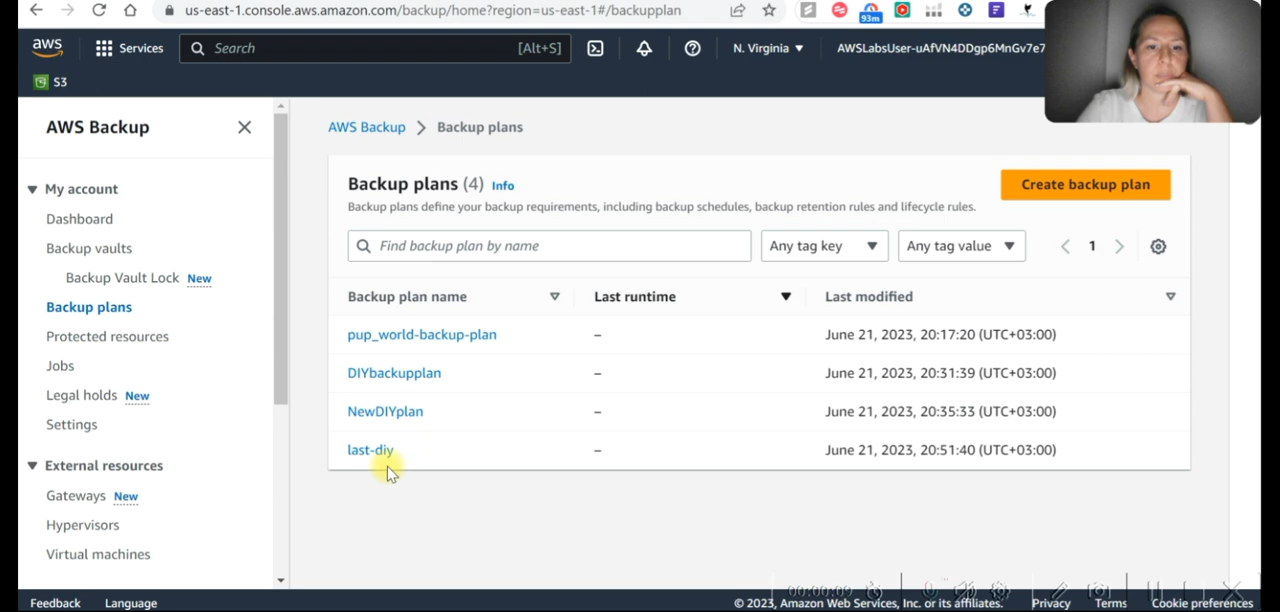 us-east-1.console.aws.amazon.com/backup/home?region=us-east-1#/backupplan
93m
aws
Services
Search
[Alt+S]
N. Virginia
AWSLabsUser-uAfVN4DDgp6MnGv7e7
S3
AWS Backup
AWS Backup
Backup plans
My account
Dashboard
Backup vaults
Backup Vault Lock New
Backup plans
Protected resources
Jobs
Legal holds New
Settings
External resources
Gateways New
Hypervisors
Virtual machines
Backup plans (4) Info
Create backup plan
Backup plans define your backup requirements, including backup schedules, backup retention rules and lifecycle rules.
Find backup plan by name
Any tag key
Any tag value
1
Backup plan name Last runtime Last modified
pup_world-backup-plan – June 21, 2023, 20:17:20 (UTC+03:00)
DIYbackupplan – June 21, 2023, 20:31:39 (UTC+03:00)
NewDIYplan – June 21, 2023, 20:35:33 (UTC+03:00)
last-diy – June 21, 2023, 20:51:40 (UTC+03:00)
Feedback Language © 2023, Amazon Web Services, Inc. or its affiliates. Privacy Terms Cookie preferences